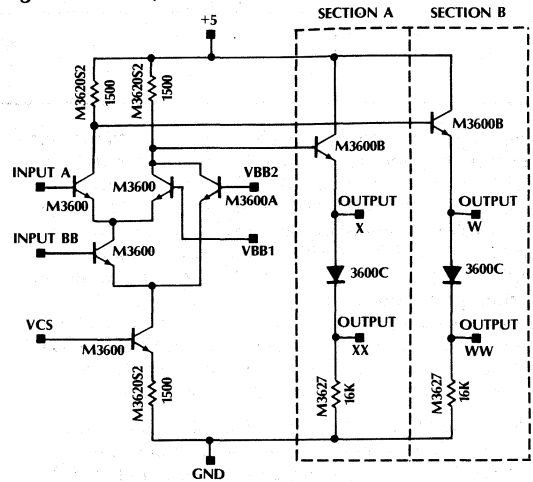 SECTION A
SECTION B
+5
M3620S2
1500
M3620S2
1500
M3600B
M3600B
INPUT A
M3600
M3600
VBB2
M3600A
INPUT BB
M3600
VBB1
OUTPUT
X
OUTPUT
W
3600C
3600C
VCS
M3600
OUTPUT
XX
OUTPUT
WW
M3620S2
1500
M3627
16K
M3627
16K
GND